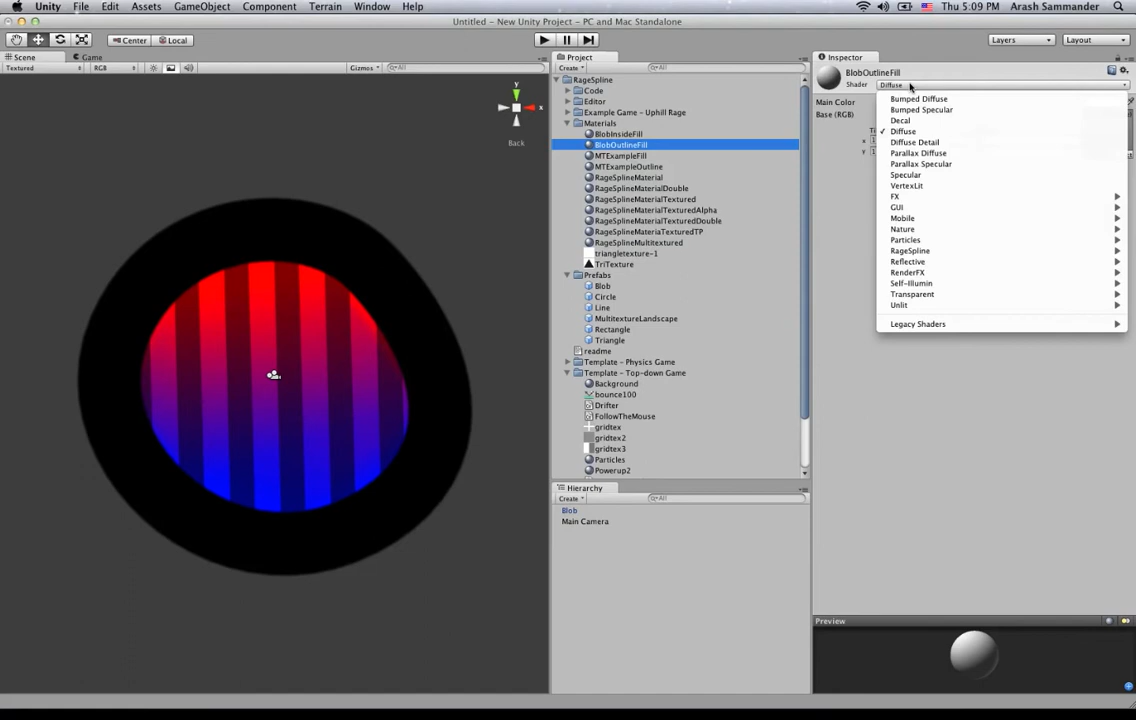 Unity File Edit Assets GameObject Component Terrain Window Help Thu 5:09 PM Arash Sammander
Untitled - New Unity Project - PC and Mac Standalone
Center Local Layers Layout
Scene Game
Textured RGB Gizmos All
Back
y
x
Project
Create All
RageSpline
Code
Editor
Example Game - Uphill Rage
Materials
BlobInsideFill
BlobOutlineFill
MTExampleFill
MTExampleOutline
RageSplineMaterial
RageSplineMaterialDouble
RageSplineMaterialTextured
RageSplineMaterialTexturedAlpha
RageSplineMaterialTexturedDouble
RageSplineMateriaTexturedTP
RageSplineMultitextured
triangletexture-1
TriTexture
Prefabs
Blob
Circle
Line
MultitextureLandscape
Rectangle
Triangle
readme
Template - Physics Game
Template - Top-down Game
Background
bounce100
Drifter
FollowTheMouse
gridtex
gridtex2
gridtex3
Particles
Powerup2
Hierarchy
Create All
Blob
Main Camera
Inspector
BlobOutlineFill
Shader Diffuse
Main Color
Base (RGB)
x
y
Bumped Diffuse
Bumped Specular
Decal
Diffuse
Diffuse Detail
Parallax Diffuse
Parallax Specular
Specular
VertexLit
FX
GUI
Mobile
Nature
Particles
RageSpline
Reflective
RenderFX
Self-Illumin
Transparent
Unlit
Legacy Shaders
Preview